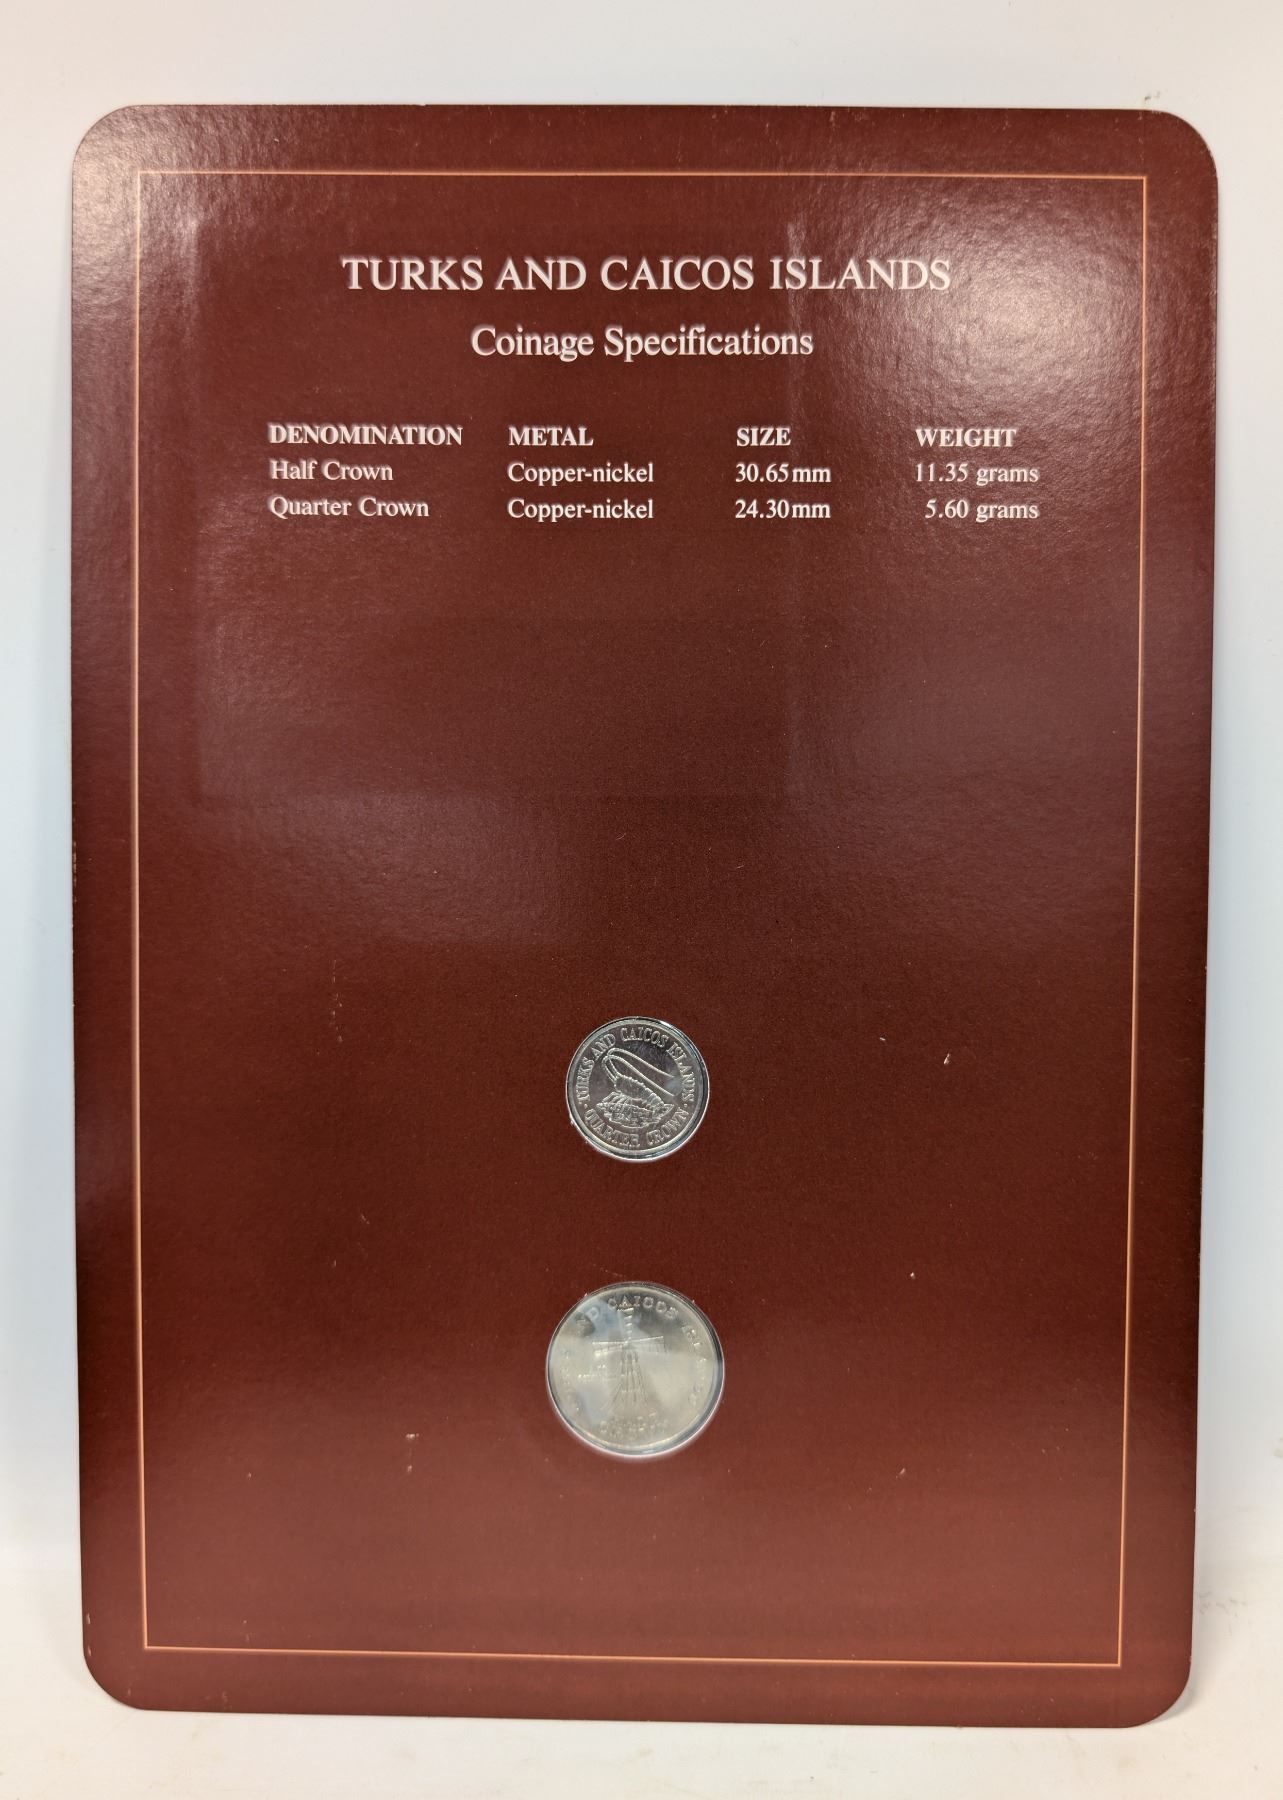 TURKS AND CAICOS ISLANDS
Coinage Specifications
DENOMINATION METAL SIZE WEIGHT
Half Crown Copper-nickel 30.65mm 11.35 grams
Quarter Crown Copper-nickel 24.30mm 5.60 grams
· TURKS AND CAICOS ISLANDS ·
QUARTER CROWN
CAICOS